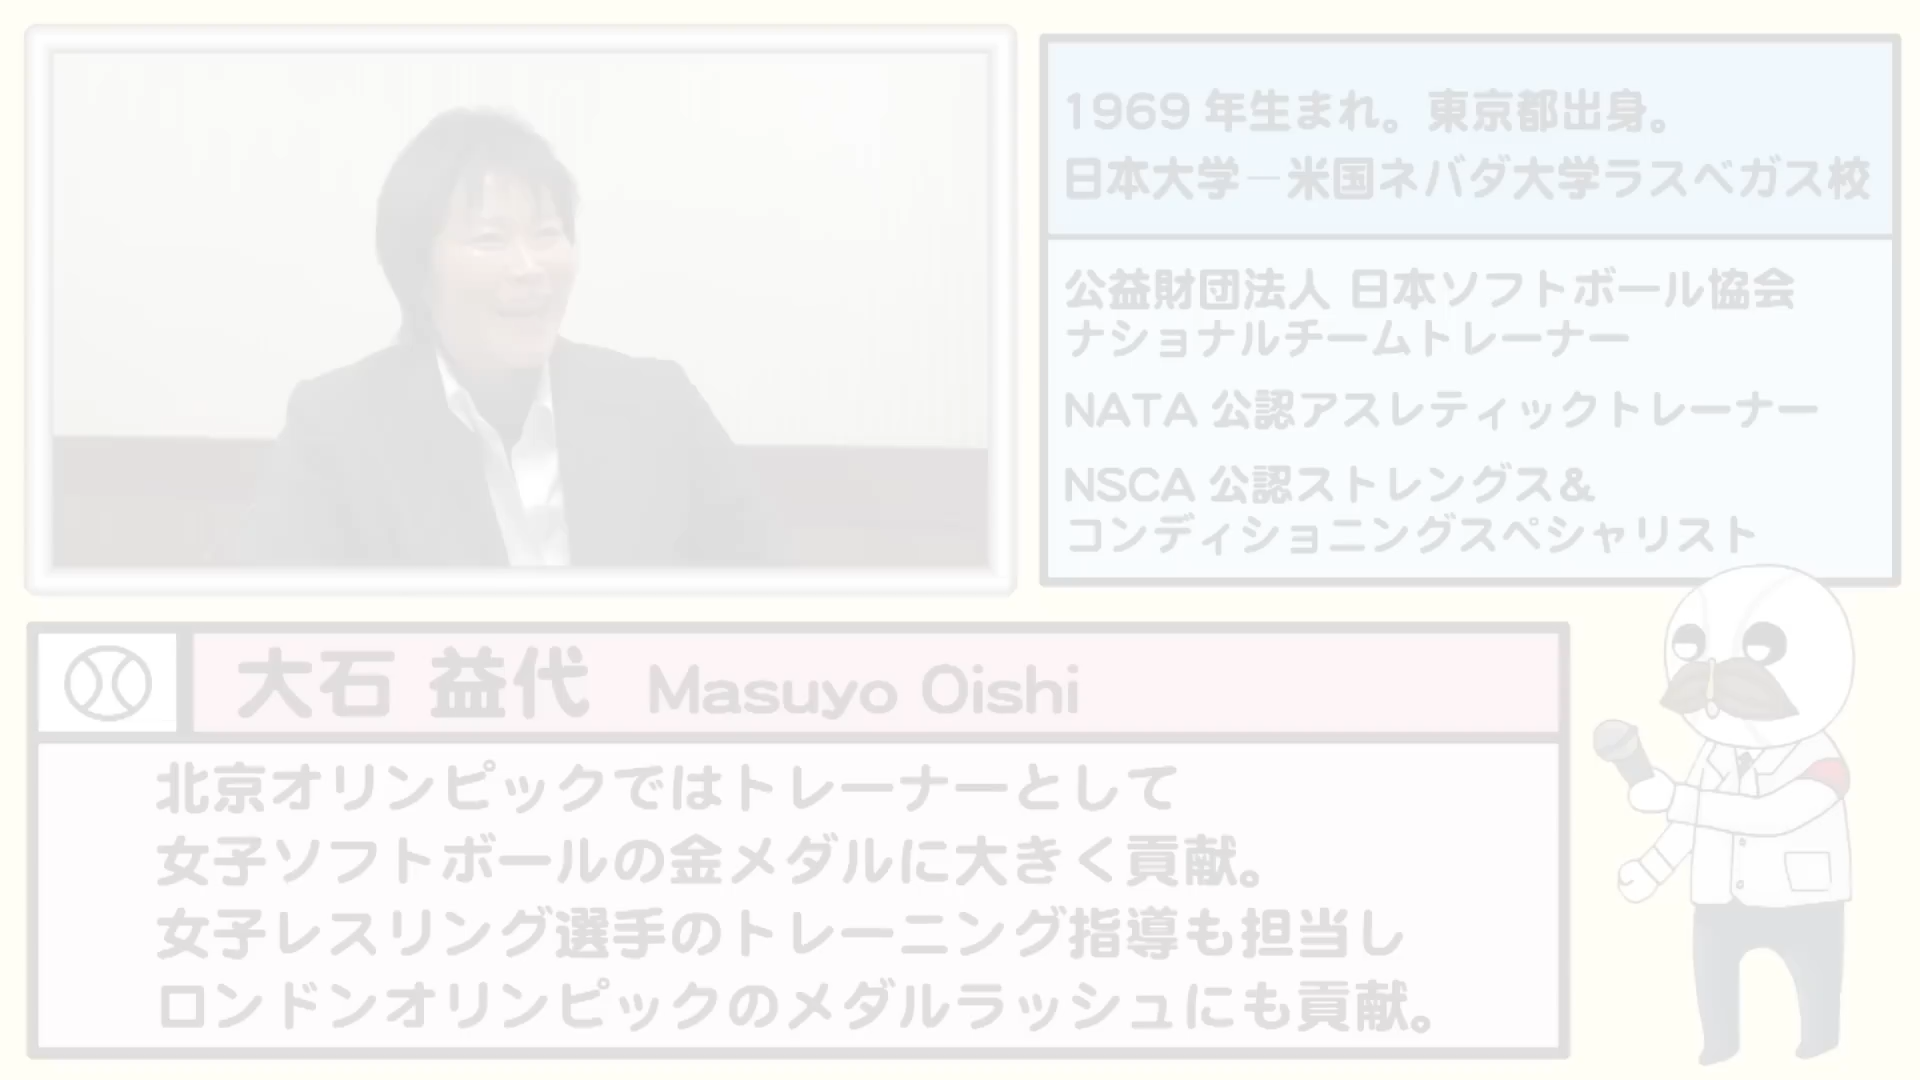 1969年生まれ。東京都出身。
日本大学―米国ネバダ大学ラスベガス校
公益財団法人 日本ソフトボール協会
ナショナルチームトレーナー
NATA 公認アスレティックトレーナー
NSCA 公認ストレングス&
コンディショニングスペシャリスト
大石 益代 Masuyo Oishi
北京オリンピックではトレーナーとして
女子ソフトボールの金メダルに大きく貢献。
女子レスリング選手のトレーニング指導も担当し
ロンドンオリンピックのメダルラッシュにも貢献。